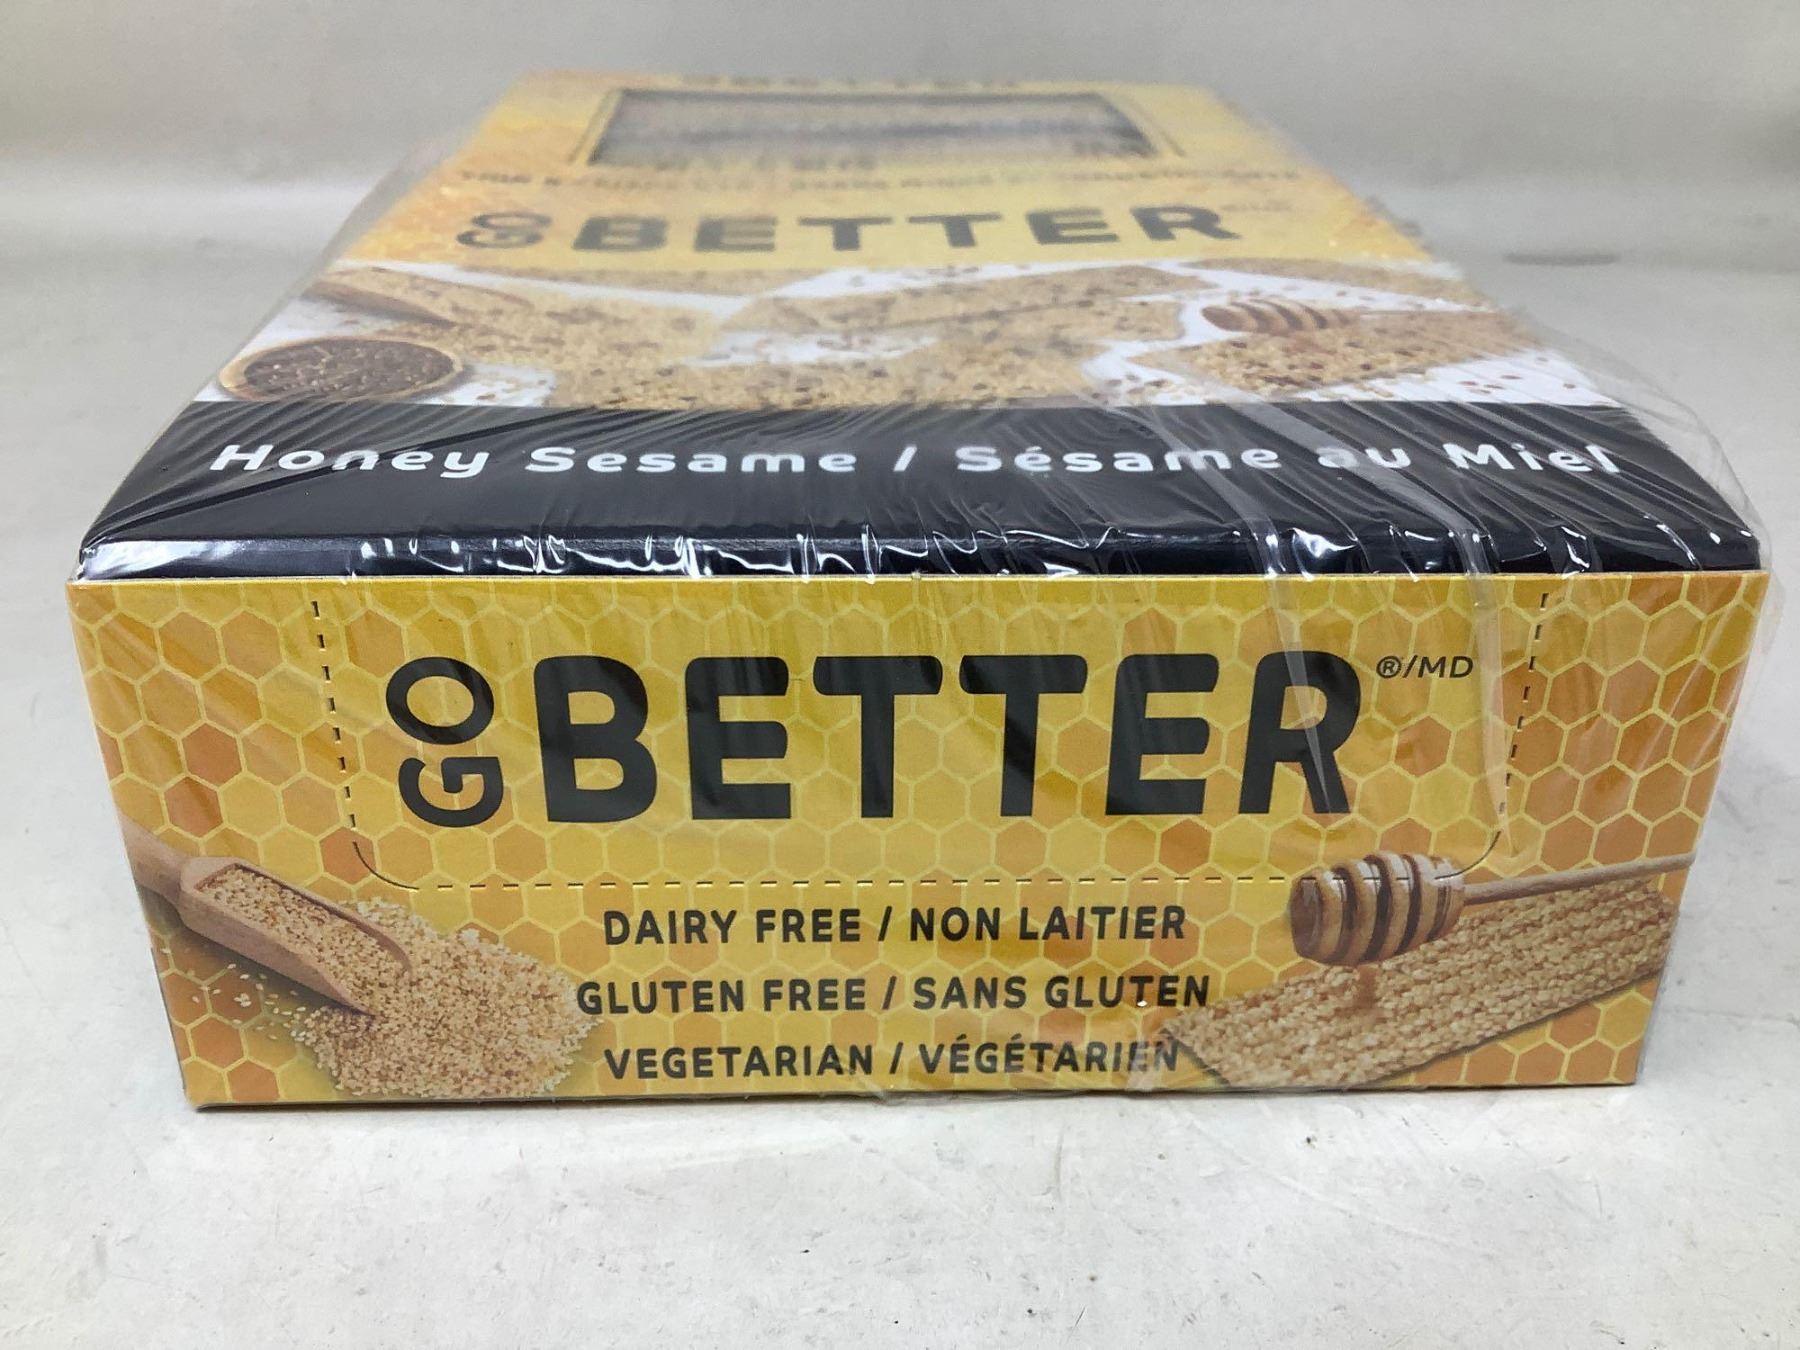 GO BETTER
Honey Sesame / Sésame au Miel
GO BETTER ®/MD
DAIRY FREE / NON LAITIER
GLUTEN FREE / SANS GLUTEN
VEGETARIAN / VÉGÉTARIEN